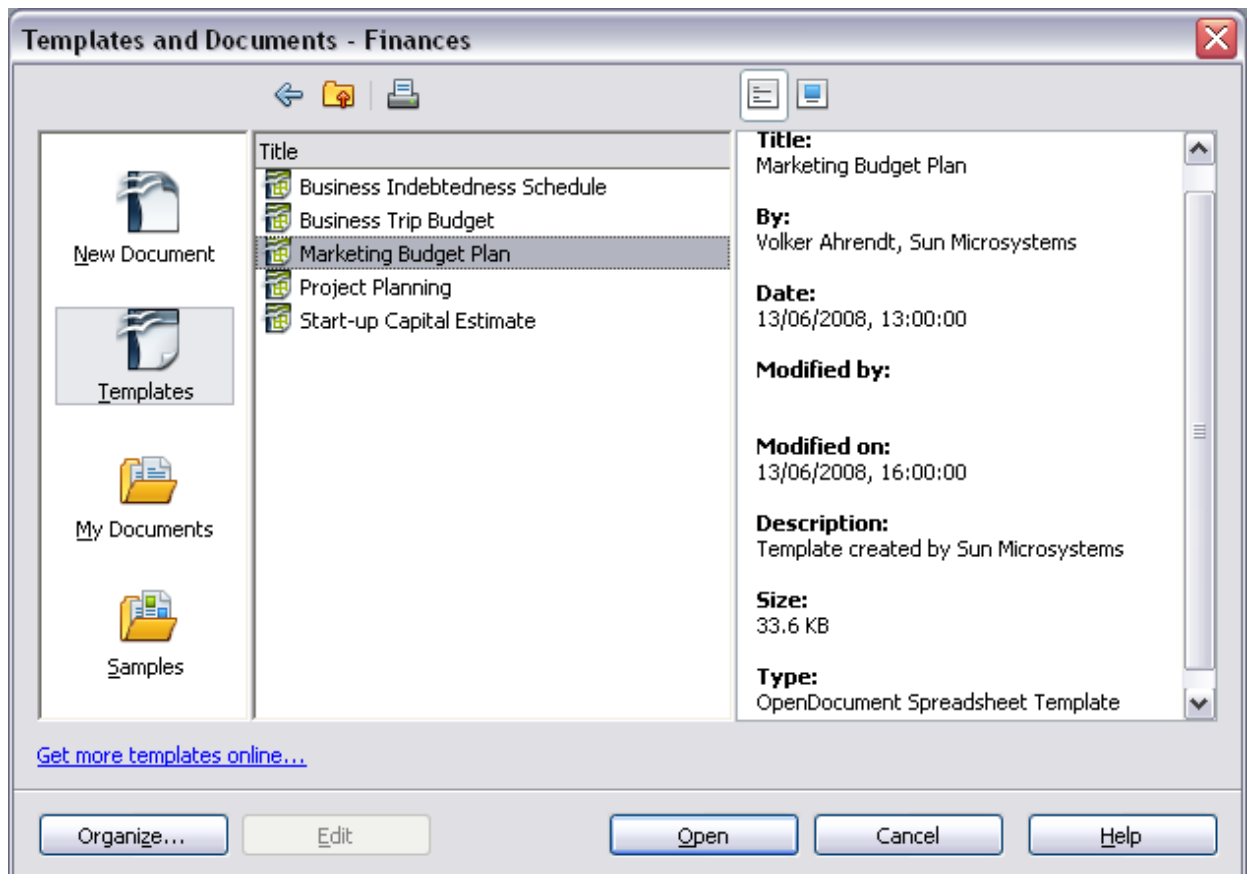 Templates and Documents - Finances
New Document
Templates
My Documents
Samples
Title
Business Indebtedness Schedule
Business Trip Budget
Marketing Budget Plan
Project Planning
Start-up Capital Estimate
Title:
Marketing Budget Plan
By:
Volker Ahrendt, Sun Microsystems
Date:
13/06/2008, 13:00:00
Modified by:
Modified on:
13/06/2008, 16:00:00
Description:
Template created by Sun Microsystems
Size:
33.6 KB
Type:
OpenDocument Spreadsheet Template
Get more templates online...
Organize...
Edit
Open
Cancel
Help